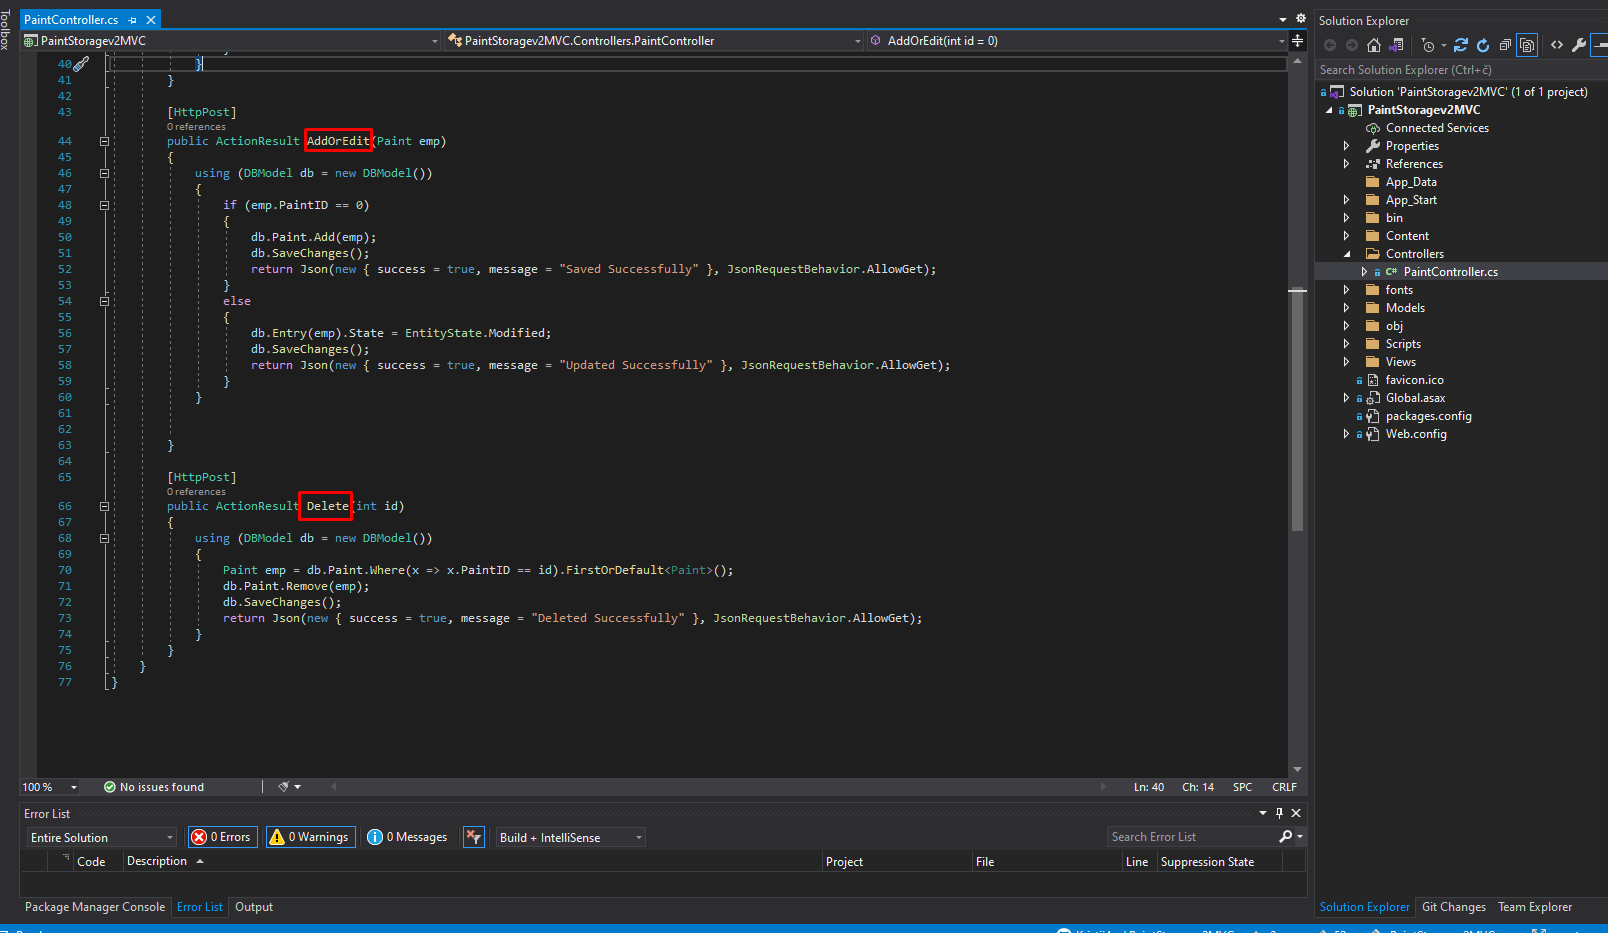 Toolbox
PaintController.cs
PaintStoragev2MVC
PaintStoragev2MVC.Controllers.PaintController
AddOrEdit(int id = 0)
40 }
41 }
42
43 [HttpPost]
0 references
44 public ActionResult AddOrEdit(Paint emp)
45 {
46 using (DBModel db = new DBModel())
47 {
48 if (emp.PaintID == 0)
49 {
50 db.Paint.Add(emp);
51 db.SaveChanges();
52 return Json(new { success = true, message = "Saved Successfully" }, JsonRequestBehavior.AllowGet);
53 }
54 else
55 {
56 db.Entry(emp).State = EntityState.Modified;
57 db.SaveChanges();
58 return Json(new { success = true, message = "Updated Successfully" }, JsonRequestBehavior.AllowGet);
59 }
60 }
61
62
63 }
64
65 [HttpPost]
0 references
66 public ActionResult Delete(int id)
67 {
68 using (DBModel db = new DBModel())
69 {
70 Paint emp = db.Paint.Where(x => x.PaintID == id).FirstOrDefault<Paint>();
71 db.Paint.Remove(emp);
72 db.SaveChanges();
73 return Json(new { success = true, message = "Deleted Successfully" }, JsonRequestBehavior.AllowGet);
74 }
75 }
76 }
77 }
100 % No issues found Ln: 40 Ch: 14 SPC CRLF
Error List
Entire Solution 0 Errors 0 Warnings 0 Messages Build + IntelliSense Search Error List
Code Description Project File Line Suppression State
Package Manager Console Error List Output
Solution Explorer
Search Solution Explorer (Ctrl+č)
Solution 'PaintStoragev2MVC' (1 of 1 project)
PaintStoragev2MVC
Connected Services
Properties
References
App_Data
App_Start
bin
Content
Controllers
C# PaintController.cs
fonts
Models
obj
Scripts
Views
favicon.ico
Global.asax
packages.config
Web.config
Solution Explorer Git Changes Team Explorer